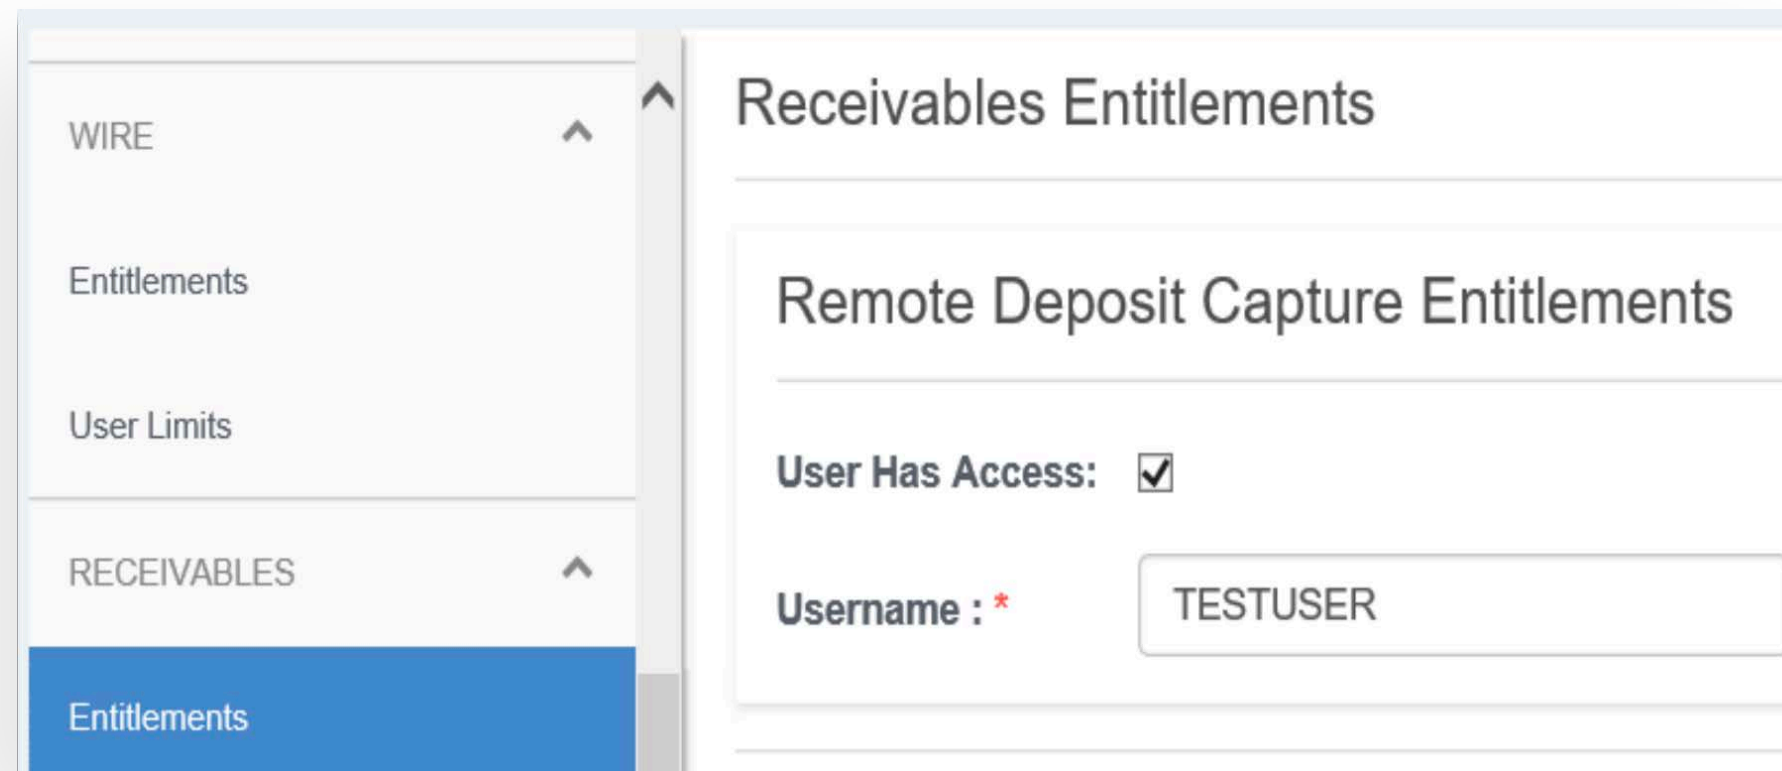 WIRE
Entitlements
User Limits
RECEIVABLES
Entitlements
Receivables Entitlements
Remote Deposit Capture Entitlements
User Has Access:
Username : * TESTUSER